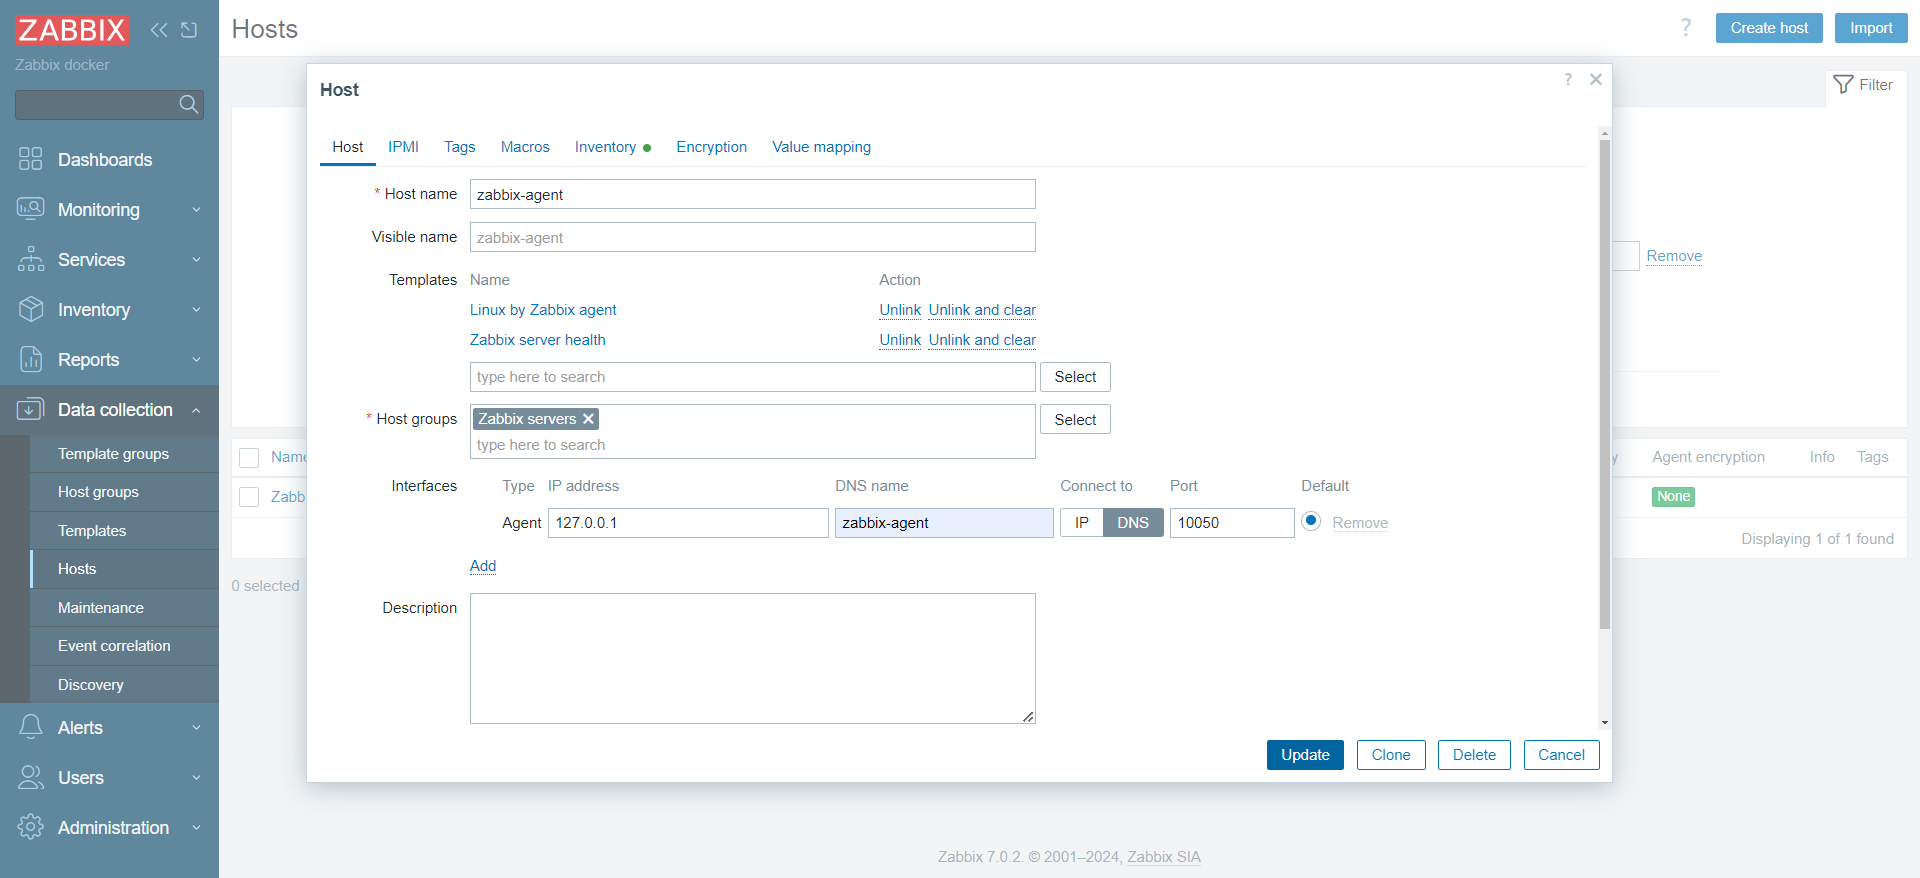 ZABBIX
Zabbix docker
Dashboards
Monitoring
Services
Inventory
Reports
Data collection
Template groups
Host groups
Templates
Hosts
Maintenance
Event correlation
Discovery
Alerts
Users
Administration
Hosts
? Create host Import
Filter
Host
? 
Host IPMI Tags Macros Inventory Encryption Value mapping
* Host name zabbix-agent
Visible name zabbix-agent
Templates Name Action
Linux by Zabbix agent Unlink Unlink and clear
Zabbix server health Unlink Unlink and clear
type here to search Select
* Host groups Zabbix servers Select
type here to search
Interfaces Type IP address DNS name Connect to Port Default
Agent 127.0.0.1 zabbix-agent IP DNS 10050 Remove
Add
Description
Update Clone Delete Cancel
Remove
Name y Agent encryption Info Tags
Zabb None
Displaying 1 of 1 found
0 selected
Zabbix 7.0.2. © 2001–2024, Zabbix SIA